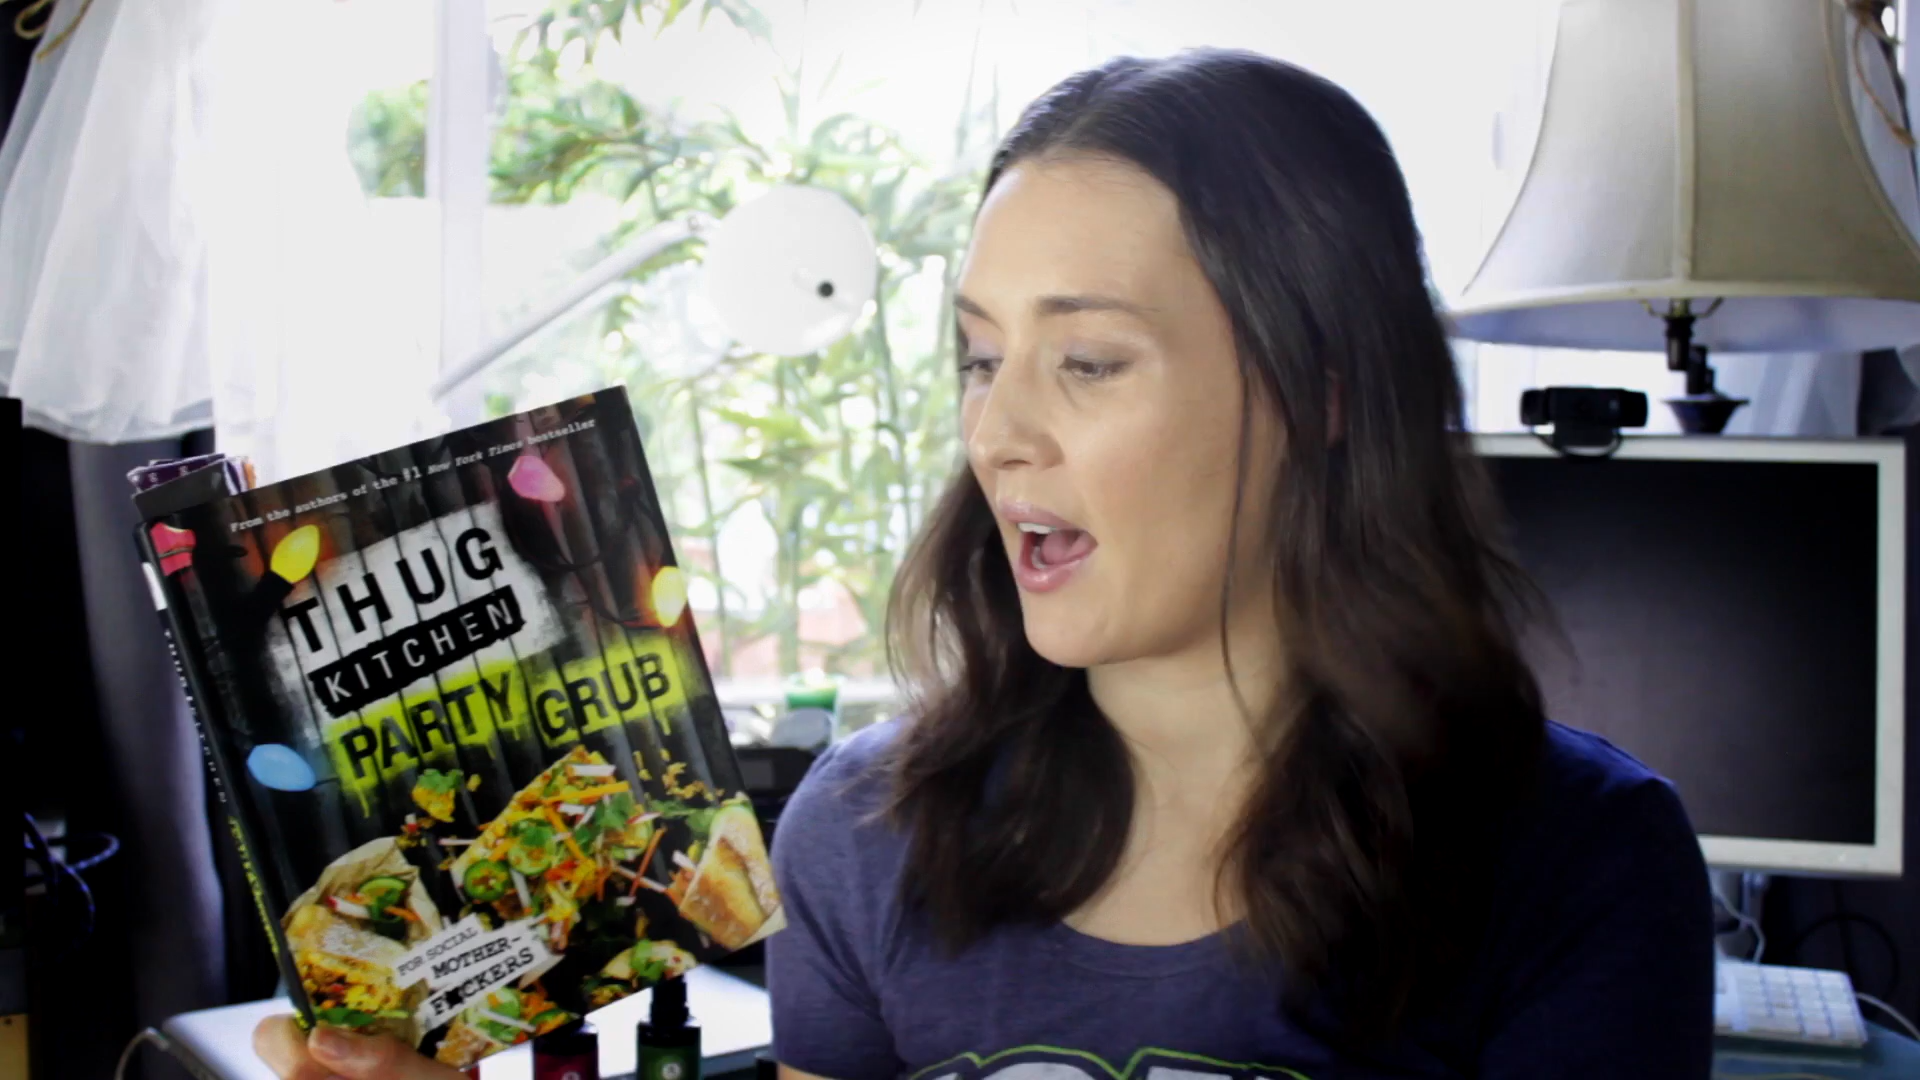 From the authors of the #1 New York Times bestseller
THUG
KITCHEN
PARTY GRUB
FOR SOCIAL
MOTHER-
F*CKERS